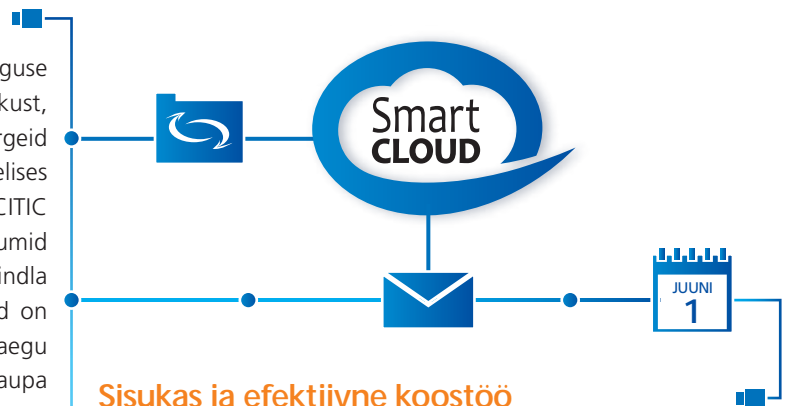 guse
kust,
rgeid
elises
CITIC
umid
indla
d on
aegu
aupa
Smart
CLOUD
JUUNI
1
Sisukas ja efektiivne koostöö